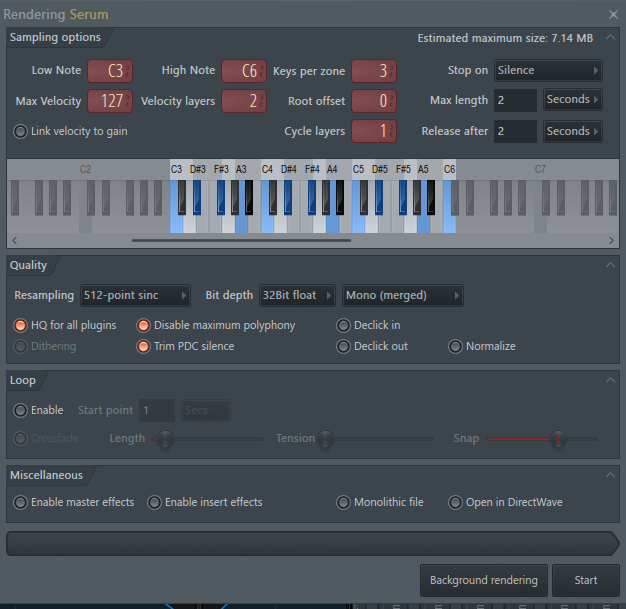 Rendering Serum
Sampling options
Estimated maximum size: 7.14 MB
Low Note C3 High Note C6 Keys per zone 3 Stop on Silence
Max Velocity 127 Velocity layers 2 Root offset 0 Max length 2 Seconds
Link velocity to gain Cycle layers 1 Release after 2 Seconds
C2 C3 D#3 F#3 A3 C4 D#4 F#4 A4 C5 D#5 F#5 A5 C6 C7
Quality
Resampling 512-point sinc Bit depth 32Bit float Mono (merged)
HQ for all plugins Disable maximum polyphony Declick in
Dithering Trim PDC silence Declick out Normalize
Loop
Enable Start point 1 Secs
Crossfade Length Tension Snap
Miscellaneous
Enable master effects Enable insert effects Monolithic file Open in DirectWave
Background rendering Start